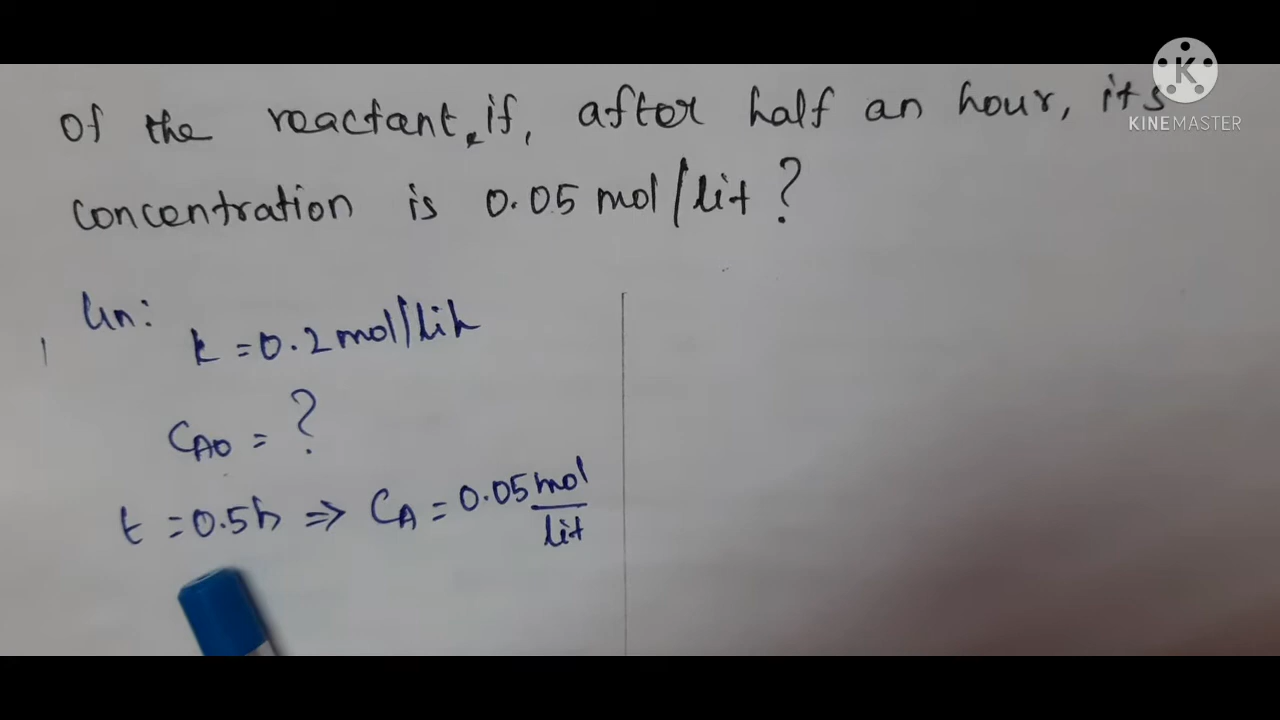 of the reactant, if, after half an hour, its
KINEMASTER
concentration is 0.05 mol/lit ?
Gn:
k = 0.2 mol/lit h
CA0 = ?
t = 0.5h ⇒ CA = 0.05 mol/lit